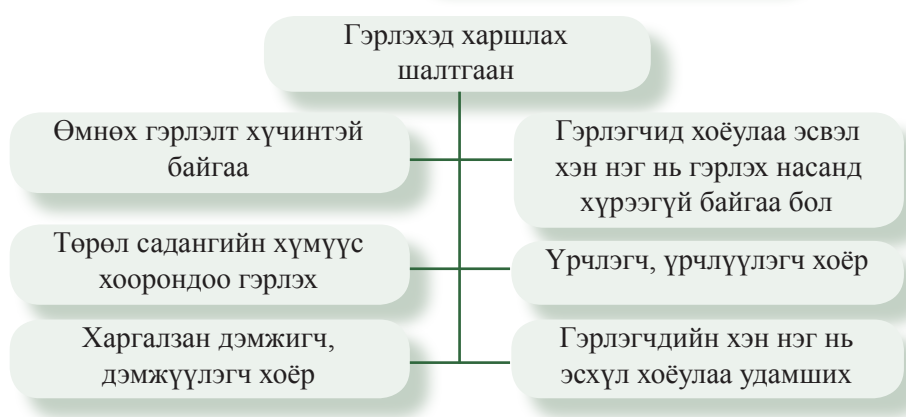 Гэрлэхэд харшлах
шалтгаан
Өмнөх гэрлэлт хүчинтэй
байгаа
Гэрлэгчид хоёулаа эсвэл
хэн нэг нь гэрлэх насанд
хүрээгүй байгаа бол
Төрөл садангийн хүмүүс
хоорондоо гэрлэх
Үрчлэгч, үрчлүүлэгч хоёр
Харгалзан дэмжигч,
дэмжүүлэгч хоёр
Гэрлэгчдийн хэн нэг нь
эсхүл хоёулаа удамших